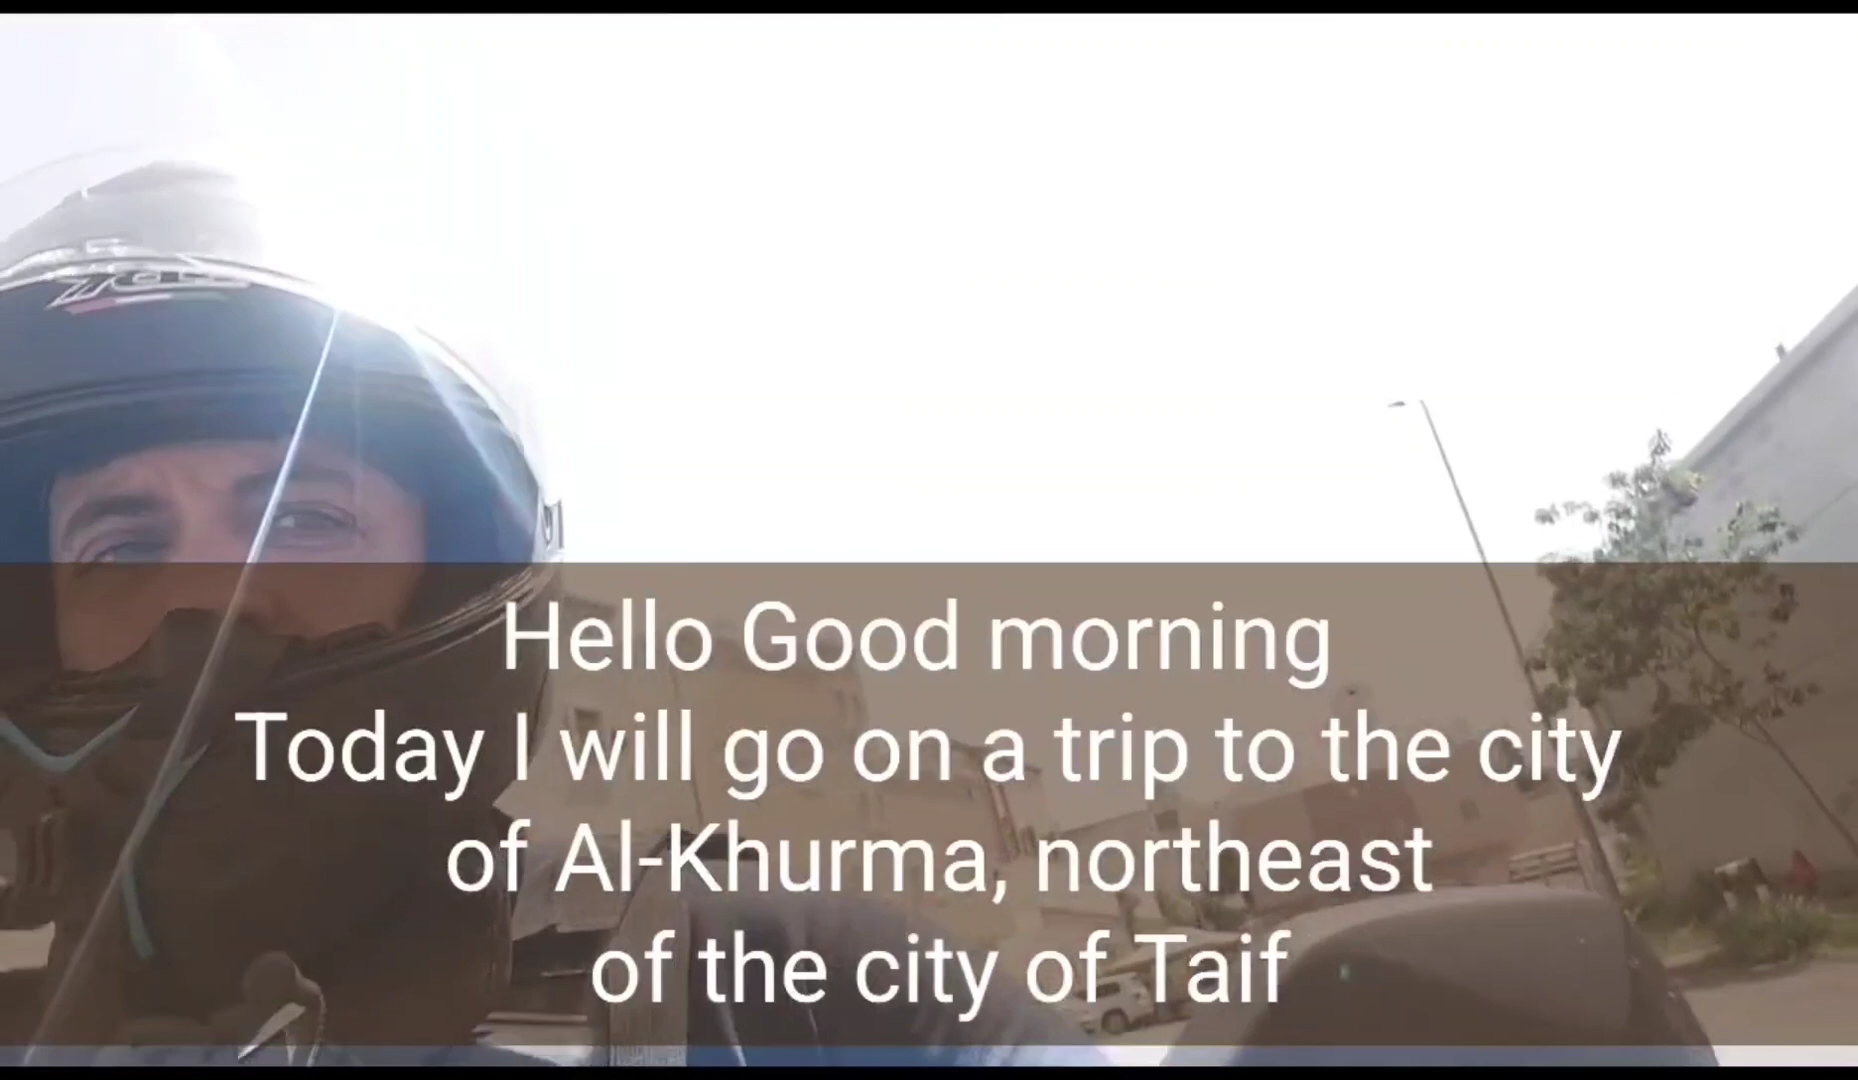 Hello Good morning
Today I will go on a trip to the city
of Al-Khurma, northeast
of the city of Taif